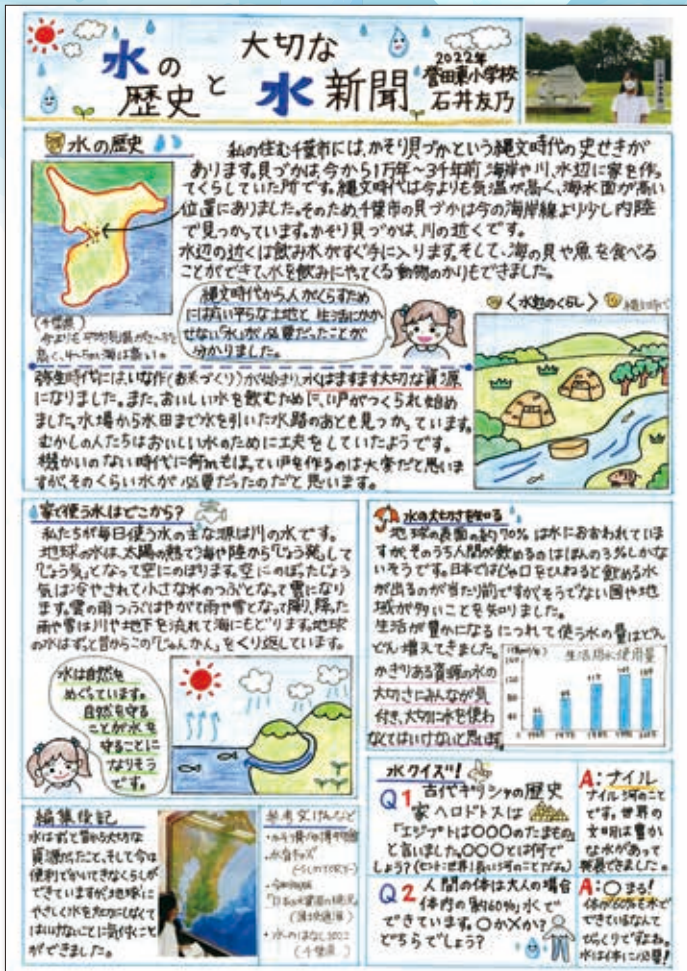 水の歴史と大切な水新聞
2022年
誉田東小学校
石井友乃
水の歴史
私の住む千葉市には、かそり貝づかという縄文時代の史せきが
あります。貝づかは、今から1万年～3千年前 海岸や川、水辺に家を作っ
てくらしていた所です。縄文時代は今よりも気温が高く、海水面が高い
位置にありました。そのため、千葉市の貝づかは今の海岸線より少し内陸
で見つかっています。かそり貝づかは、川の近くです。
水辺の近くは飲み水がすぐ手に入ります。そして、海の貝や魚を食べる
ことができて、水を飲みにやってくる動物のかりもできました。
(千葉県)
縄文時代から人がくらすため
には、平らな土地と、生活にかか
せない「水」が必要だったことが
分かりました。
〈水辺のくらし〉
縄文時代
弥生時代には、いな作(お米づくり)が始まり、水はますます大切な資源
になりました。また、おいしい水を飲むために、い戸がつくられ始め
ました。水場から水田まで水を引いた水路のあとも見つかっています。
むかしの人たちはおいしい水のために工夫をしていたようです。
機かいのない時代に何mもほっていど戸を作るのは大変だと思いま
すが、そのくらい水が必要だったのだと思います。
家で使う水はどこから?
私たちが毎日使う水の主な源は川の水です。
地球の水は、太陽の熱で海や陸から「じょう発」して
「じょう気」となって空にのぼります。空にのぼったじょう
気は冷やされて小さな水のつぶとなって雲になり
ます。雲の雨つぶはやがて雨や雪となって降り、降った
雨や雪は川や地下を流れて海にもどります。地球
の水はずっと昔からこの「じゅんかん」をくり返しています。
水は自然を
めぐっています。
自然を守る
ことが水を
守ることに
なりそう
です。
水の大切さを知る
地球の表面の約70%は水におおわれていま
すが、そのうち人間が飲めるのはほんの3%しかな
いそうです。日本ではじゃ口をひねると飲める水
が出るのが当たり前ですが、そうでない国や地
域が多いことを知りました。
生活が豊かになるにつれて使う水の量はどん
どん増えてきました。
かぎりある資源の水の
大切さにみんなが気
付き、大切に水を使わ
なくてはいけないと思います。
生活用水使用量
160
120
80
40
0
1965
1975
1985
1995
編集後記
水はずっと昔から大切な
資源だったこと、そして今は
便利でかいてきなくらしが
できていますが、地球に
やさしく水を大切にしなくて
はいけないことに気付くこと
ができました。
参考文けんなど
・水のはなし2022
(千葉県)
水クイズ!
Q1 古代ギリシャの歴史
家ヘロドトスは
「エジプトは〇〇〇のたまもの」
と言いました。〇〇〇とは何で
しょう?(ヒント:世界1長い河のことだよ)
A:ナイル
ナイル河のこと
です。世界の
文明は豊か
な水があって
発展できました。
Q2 人間の体は大人の場合
体内の「約60%」水で
できています。〇か×か?
どちらでしょう?
A:〇まる!
体が60%も水で
できているなんて
びっくりですよね。
水は体に必要!